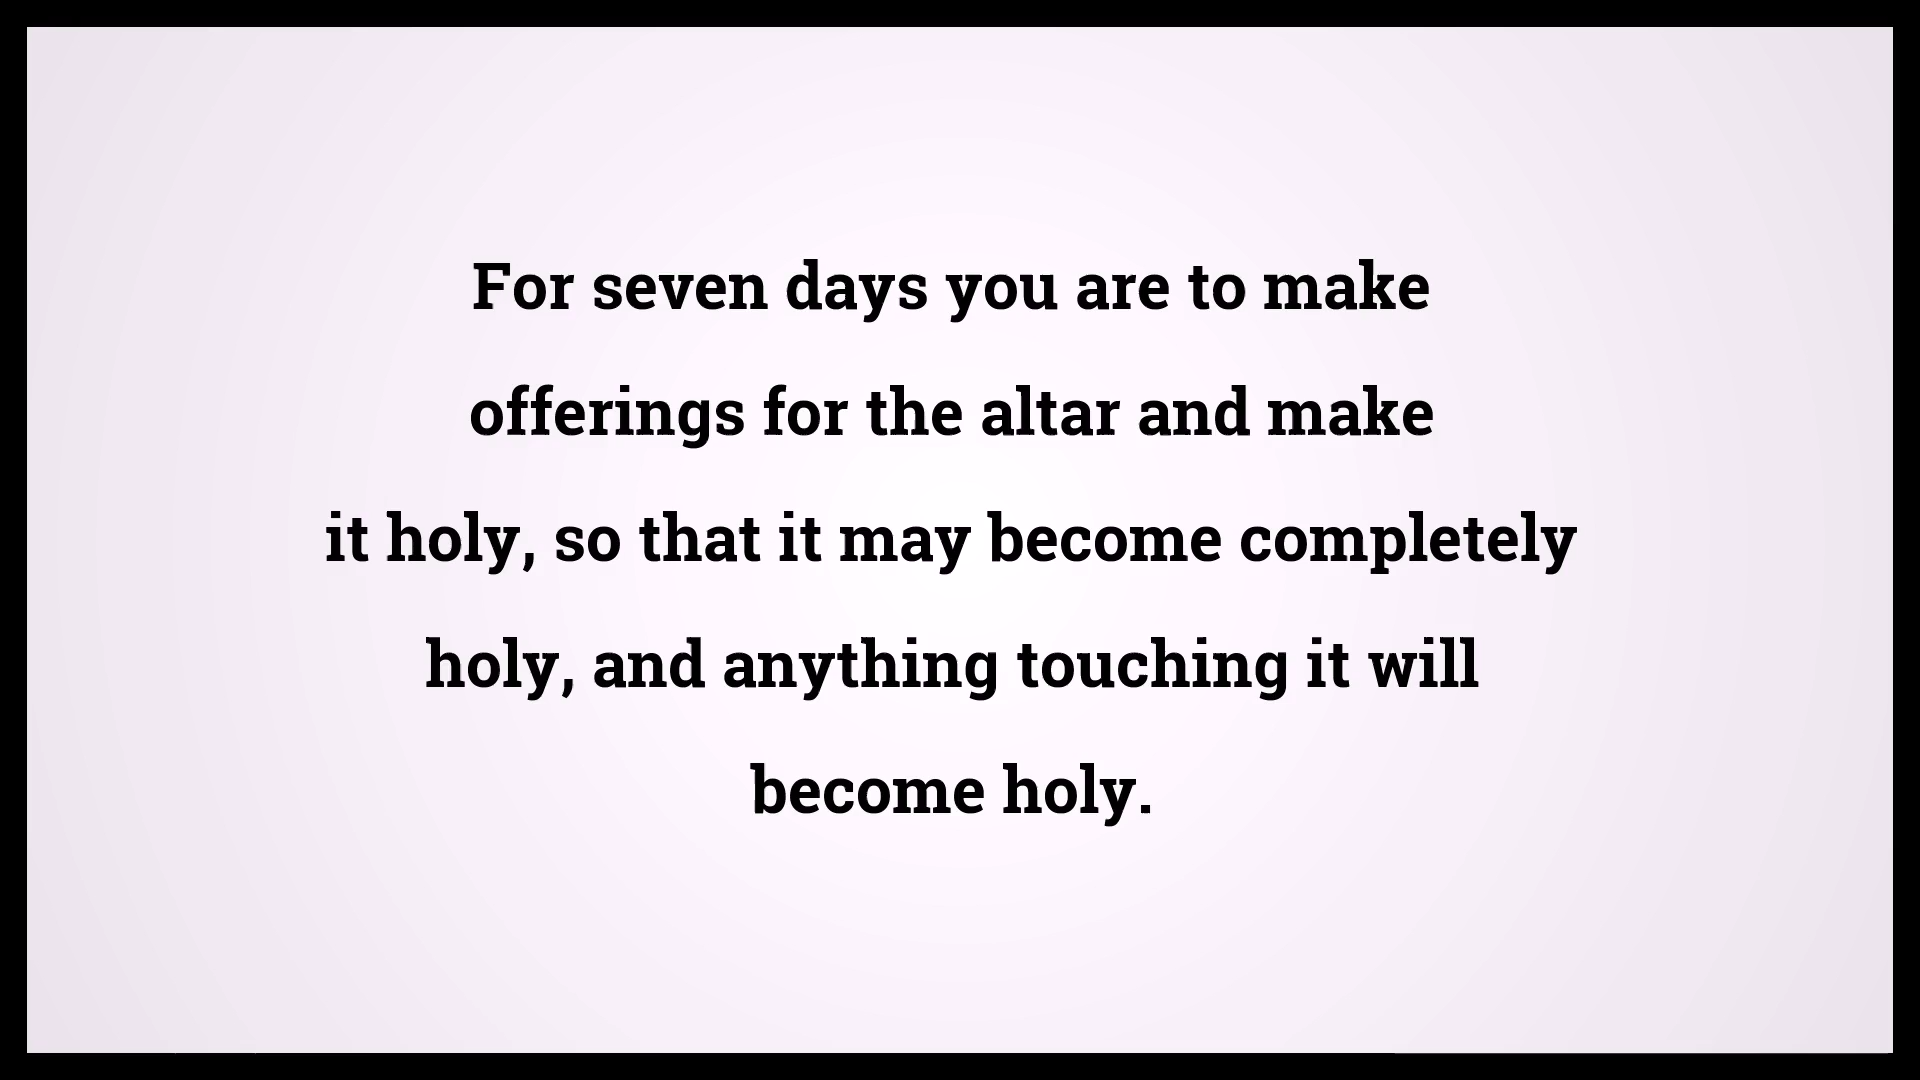 For seven days you are to make
offerings for the altar and make
it holy, so that it may become completely
holy, and anything touching it will
become holy.